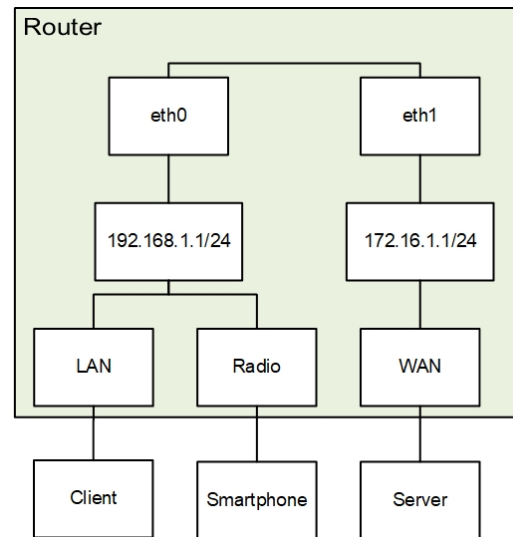 Router
eth0
eth1
192.168.1.1/24
172.16.1.1/24
LAN
Radio
WAN
Client
Smartphone
Server